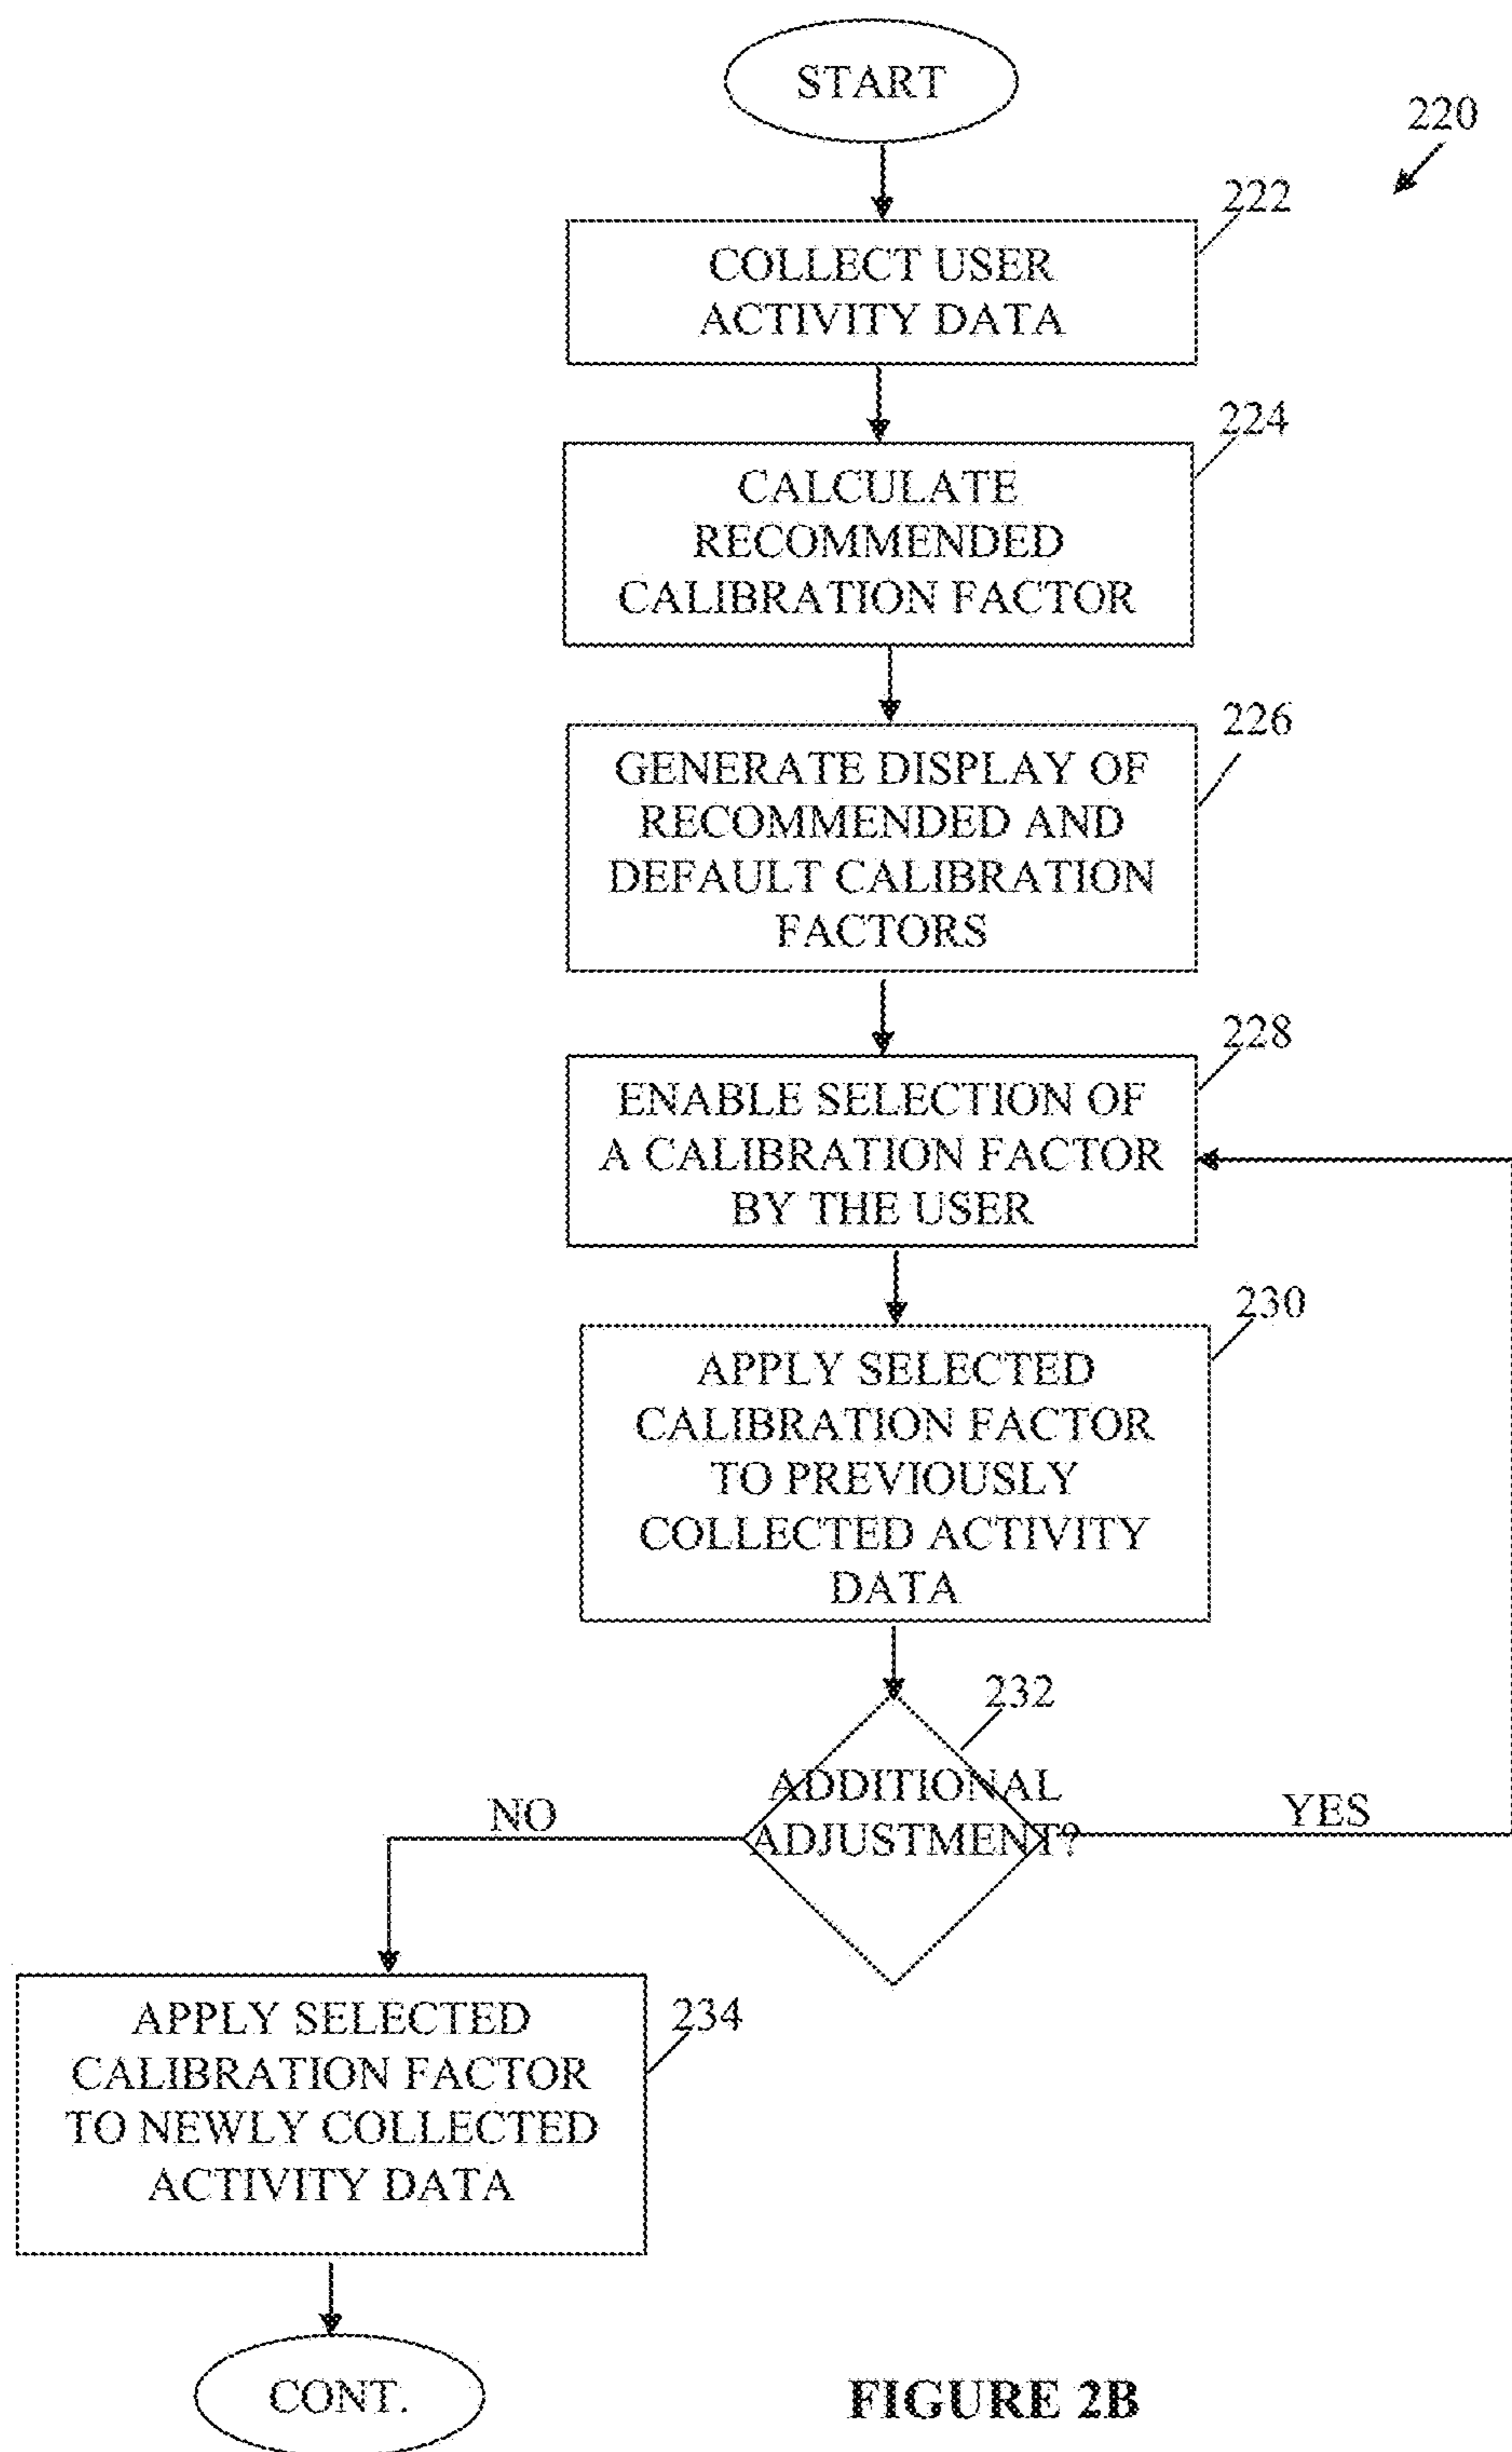 START
220
222
COLLECT USER
ACTIVITY DATA
224
CALCULATE
RECOMMENDED
CALIBRATION FACTOR
226
GENERATE DISPLAY OF
RECOMMENDED AND
DEFAULT CALIBRATION
FACTORS
228
ENABLE SELECTION OF
A CALIBRATION FACTOR
BY THE USER
230
APPLY SELECTED
CALIBRATION FACTOR
TO PREVIOUSLY
COLLECTED ACTIVITY
DATA
232
ADDITIONAL
ADJUSTMENT?
NO
YES
234
APPLY SELECTED
CALIBRATION FACTOR
TO NEWLY COLLECTED
ACTIVITY DATA
CONT.
FIGURE 2B